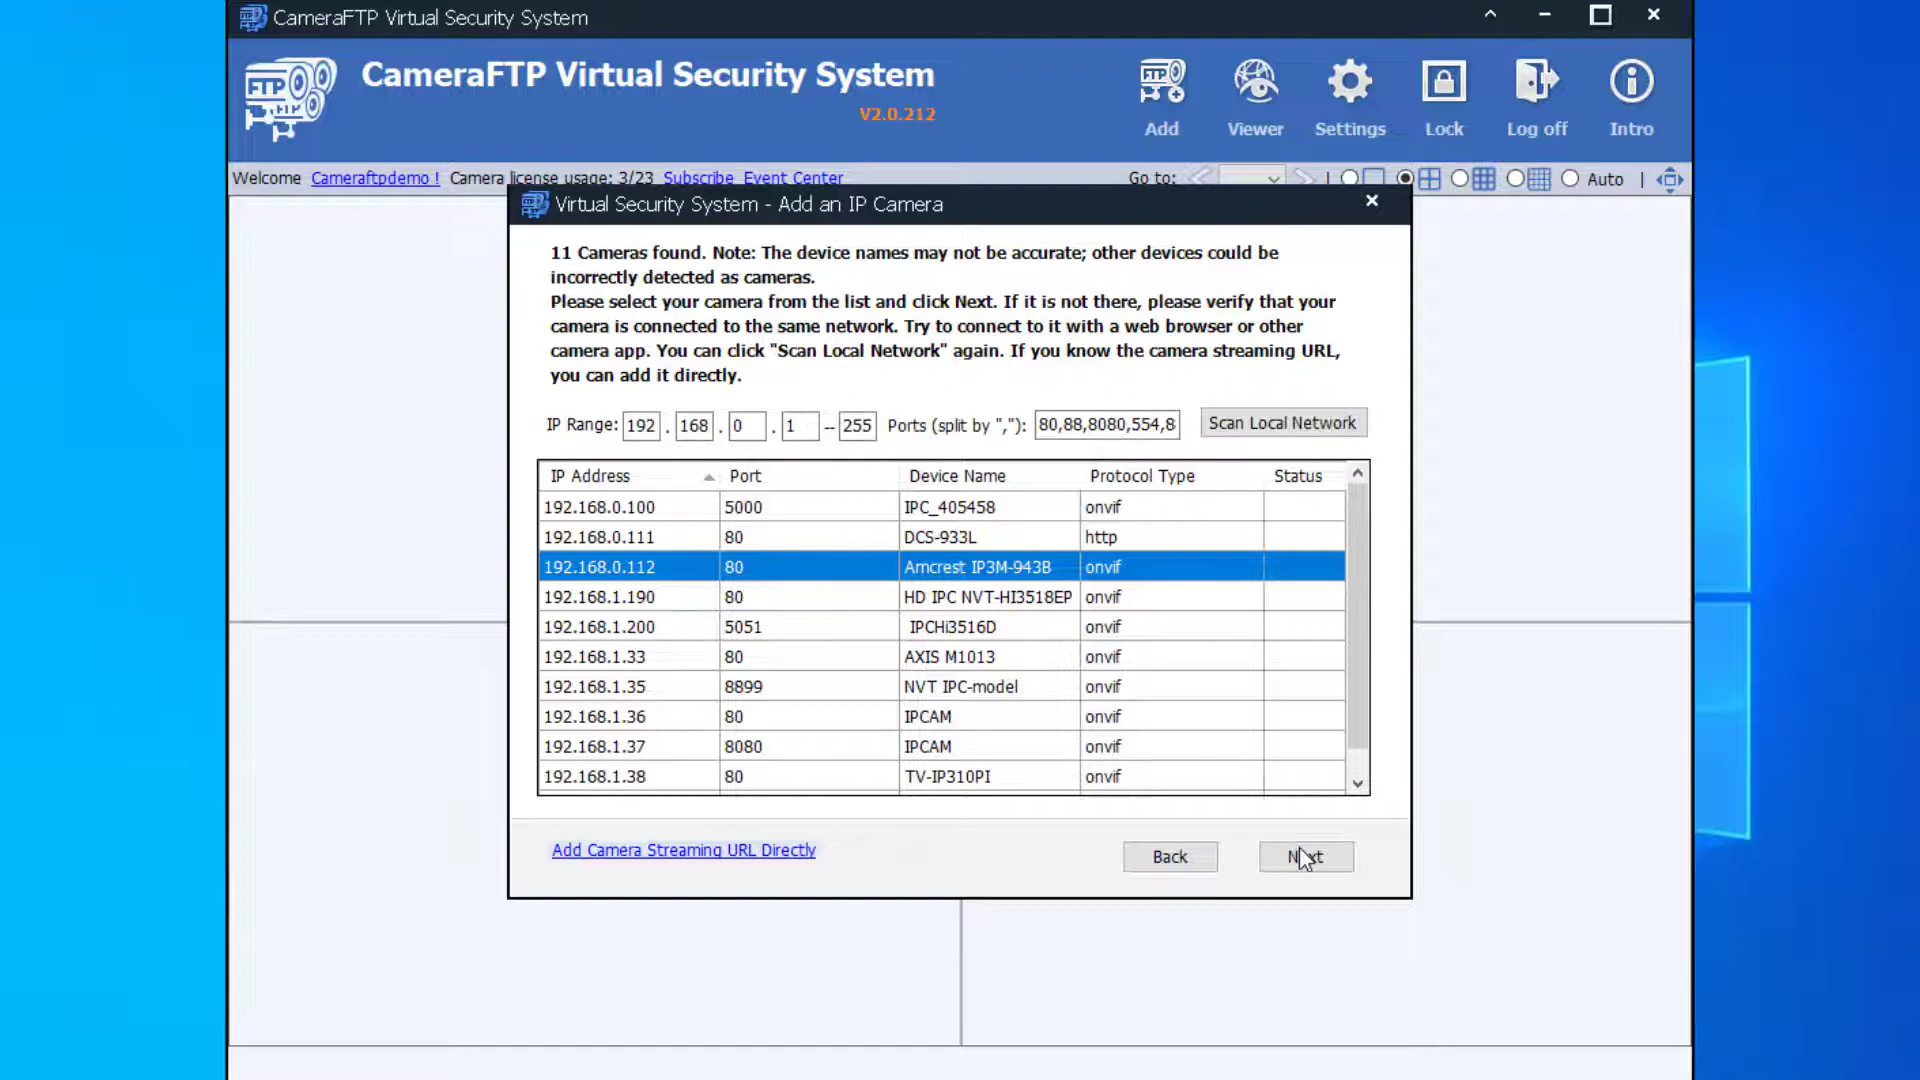 CameraFTP Virtual Security System
FTP
CameraFTP Virtual Security System
V2.0.212
Add
Viewer
Settings
Lock
Log off
Intro
Welcome Cameraftpdemo ! Camera license usage: 3/23 Subscribe Event Center Go to: Auto
Virtual Security System - Add an IP Camera
11 Cameras found. Note: The device names may not be accurate; other devices could be
incorrectly detected as cameras.
Please select your camera from the list and click Next. If it is not there, please verify that your
camera is connected to the same network. Try to connect to it with a web browser or other
camera app. You can click "Scan Local Network" again. If you know the camera streaming URL,
you can add it directly.
IP Range: 192 . 168 . 0 . 1 -- 255 Ports (split by ","): 80,88,8080,554,8 Scan Local Network
IP Address Port Device Name Protocol Type Status
192.168.0.100 5000 IPC_405458 onvif
192.168.0.111 80 DCS-933L http
192.168.0.112 80 Amcrest IP3M-943B onvif
192.168.1.190 80 HD IPC NVT-HI3518EP onvif
192.168.1.200 5051 IPCHi3516D onvif
192.168.1.33 80 AXIS M1013 onvif
192.168.1.35 8899 NVT IPC-model onvif
192.168.1.36 80 IPCAM onvif
192.168.1.37 8080 IPCAM onvif
192.168.1.38 80 TV-IP310PI onvif
Add Camera Streaming URL Directly
Back
Next